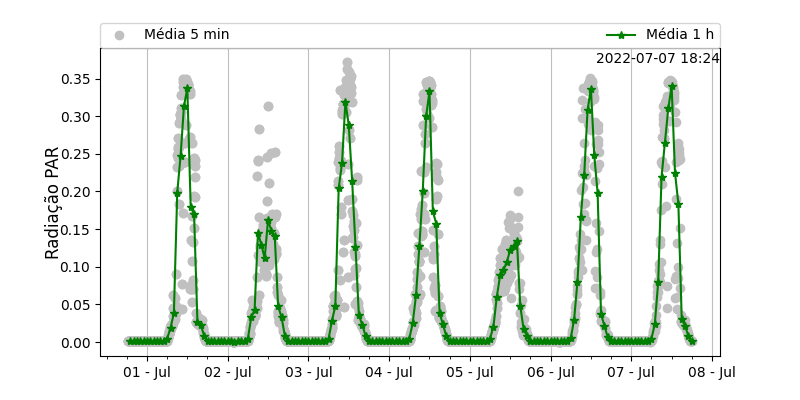 Média 5 min
Média 1 h
2022-07-07 18:24
Radiação PAR
0.35
0.30
0.25
0.20
0.15
0.10
0.05
0.00
01 - Jul
02 - Jul
03 - Jul
04 - Jul
05 - Jul
06 - Jul
07 - Jul
08 - Jul